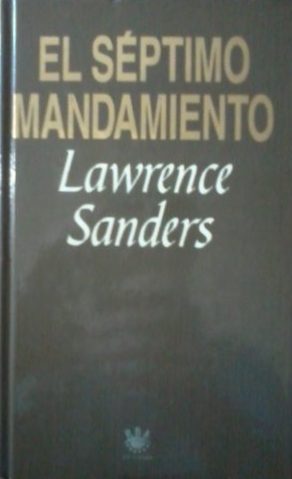 EL SÉPTIMO
MANDAMIENTO
Lawrence
Sanders